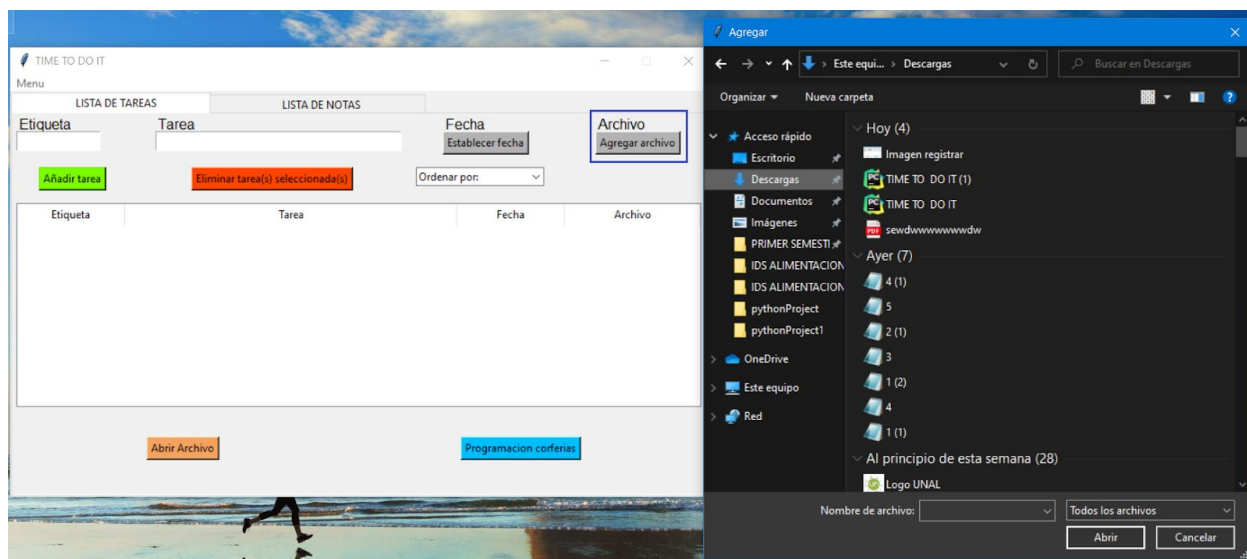 TIME TO DO IT
Menu
LISTA DE TAREAS LISTA DE NOTAS
Etiqueta Tarea Fecha Archivo
Establecer fecha Agregar archivo
Añadir tarea Eliminar tarea(s) seleccionada(s) Ordenar por:
Etiqueta Tarea Fecha Archivo
Abrir Archivo Programacion corferias
Agregar
Este equi... > Descargas Buscar en Descargas
Organizar Nueva carpeta
Acceso rápido
Escritorio
Descargas
Documentos
Imágenes
PRIMER SEMESTI
IDS ALIMENTACION
IDS ALIMENTACION
pythonProject
pythonProject1
OneDrive
Este equipo
Red
Hoy (4)
Imagen registrar
PC TIME TO DO IT (1)
PC TIME TO DO IT
PDF sewdwwwwwwwdw
Ayer (7)
4 (1)
5
2 (1)
3
1 (2)
4
1 (1)
Al principio de esta semana (28)
Logo UNAL
Nombre de archivo: Todos los archivos
Abrir Cancelar